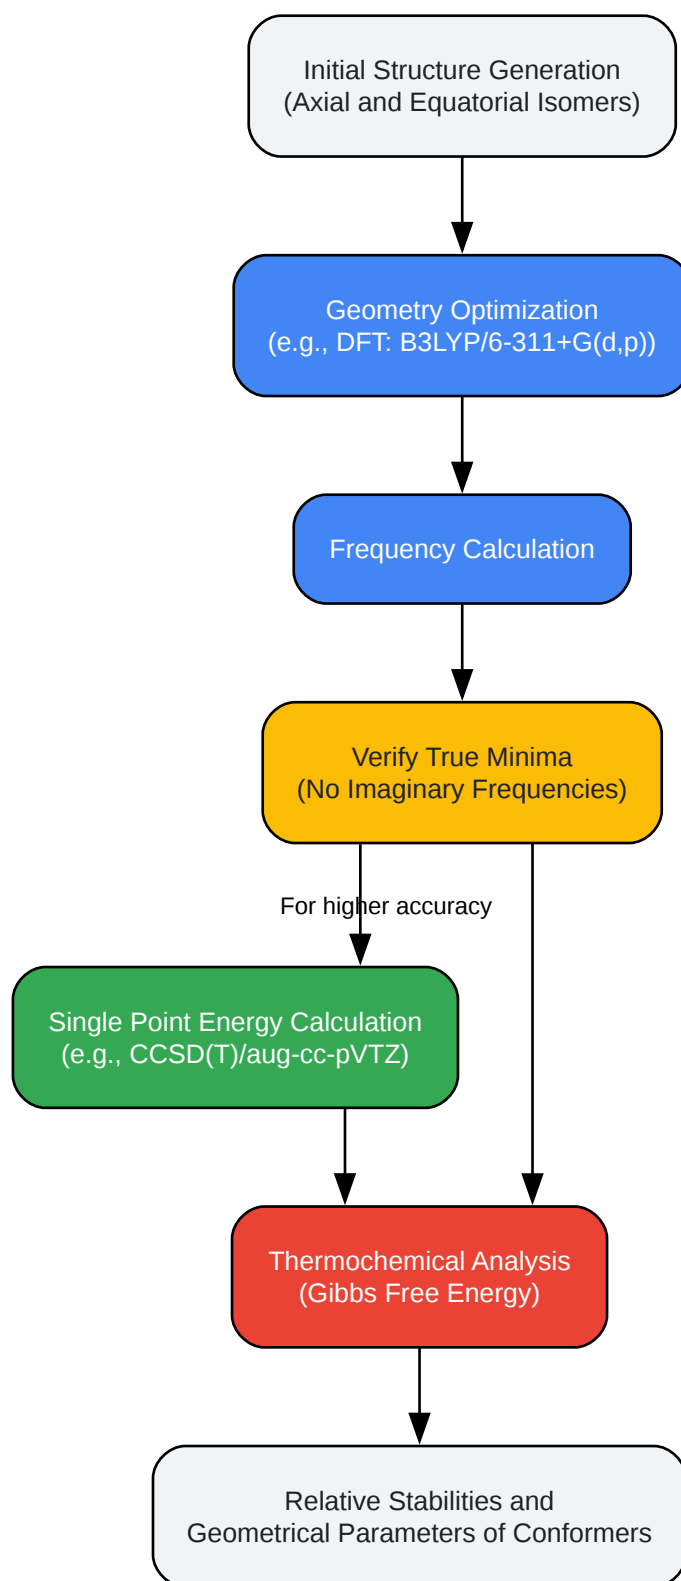 Initial Structure Generation
(Axial and Equatorial Isomers)
Geometry Optimization
(e.g., DFT: B3LYP/6-311+G(d,p))
Frequency Calculation
Verify True Minima
(No Imaginary Frequencies)
For higher accuracy
Single Point Energy Calculation
(e.g., CCSD(T)/aug-cc-pVTZ)
Thermochemical Analysis
(Gibbs Free Energy)
Relative Stabilities and
Geometrical Parameters of Conformers